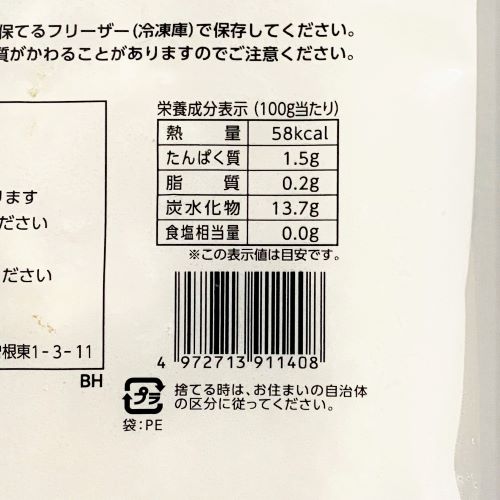 保てるフリーザー(冷凍庫)で保存してください。
質がかわることがありますのでご注意ください。
栄養成分表示 (100g当たり)
熱 量 58kcal
たんぱく質 1.5g
脂 質 0.2g
炭水化物 13.7g
食塩相当量 0.0g
※この表示値は目安です。
ります
ださい
ください
根東1-3-11
BH
4 972713 911408
プラ
袋:PE
捨てる時は、お住まいの自治体
の区分に従ってください。